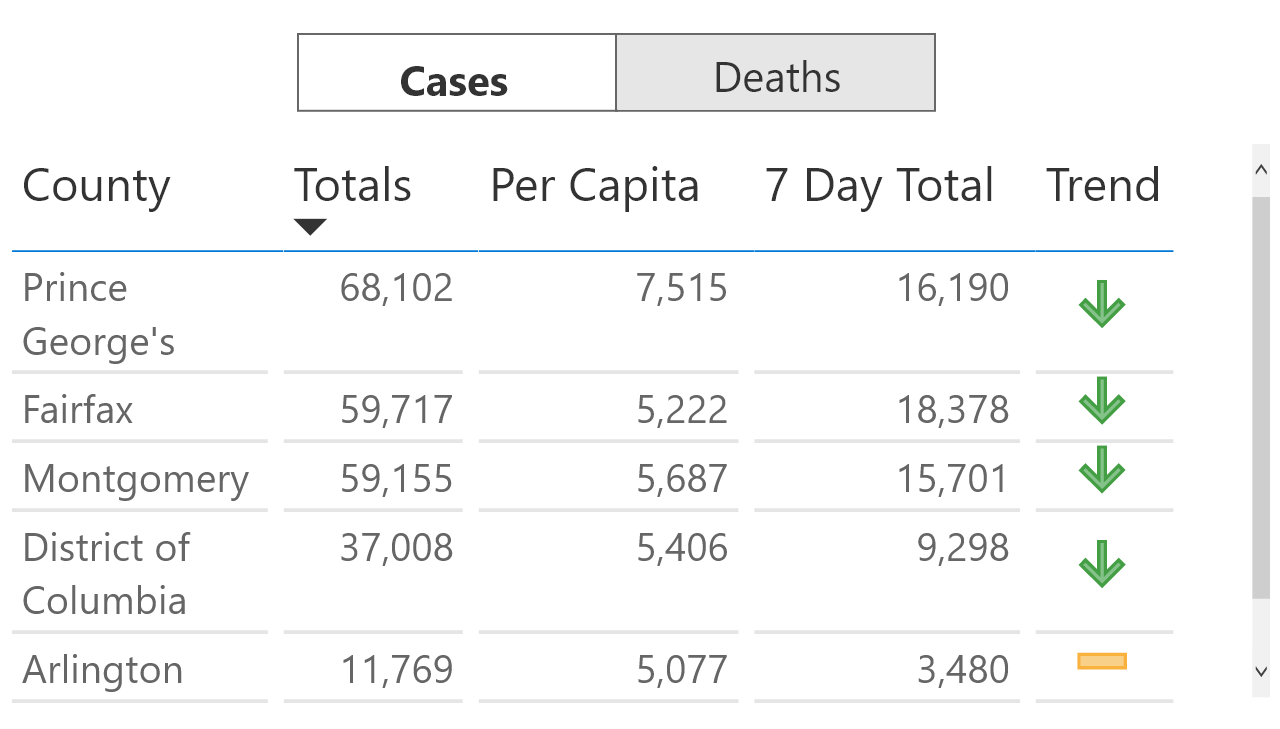 Cases Deaths
County Totals Per Capita 7 Day Total Trend
Prince George's 68,102 7,515 16,190
Fairfax 59,717 5,222 18,378
Montgomery 59,155 5,687 15,701
District of Columbia 37,008 5,406 9,298
Arlington 11,769 5,077 3,480